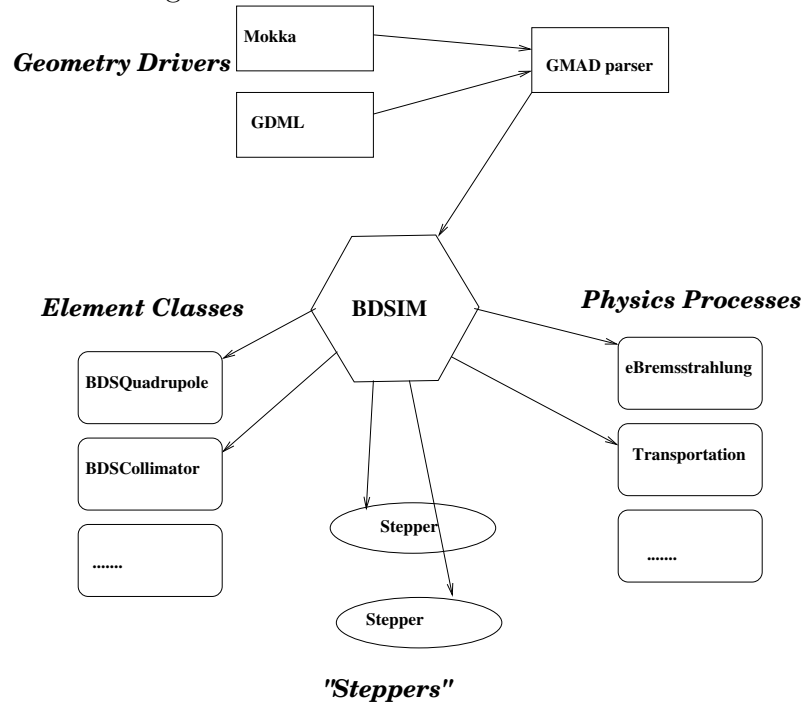 Mokka
Geometry Drivers
GMAD parser
GDML
Element Classes
BDSIM
Physics Processes
BDSQuadrupole
eBremsstrahlung
BDSCollimator
Transportation
Stepper
.......
.......
Stepper
"Steppers"